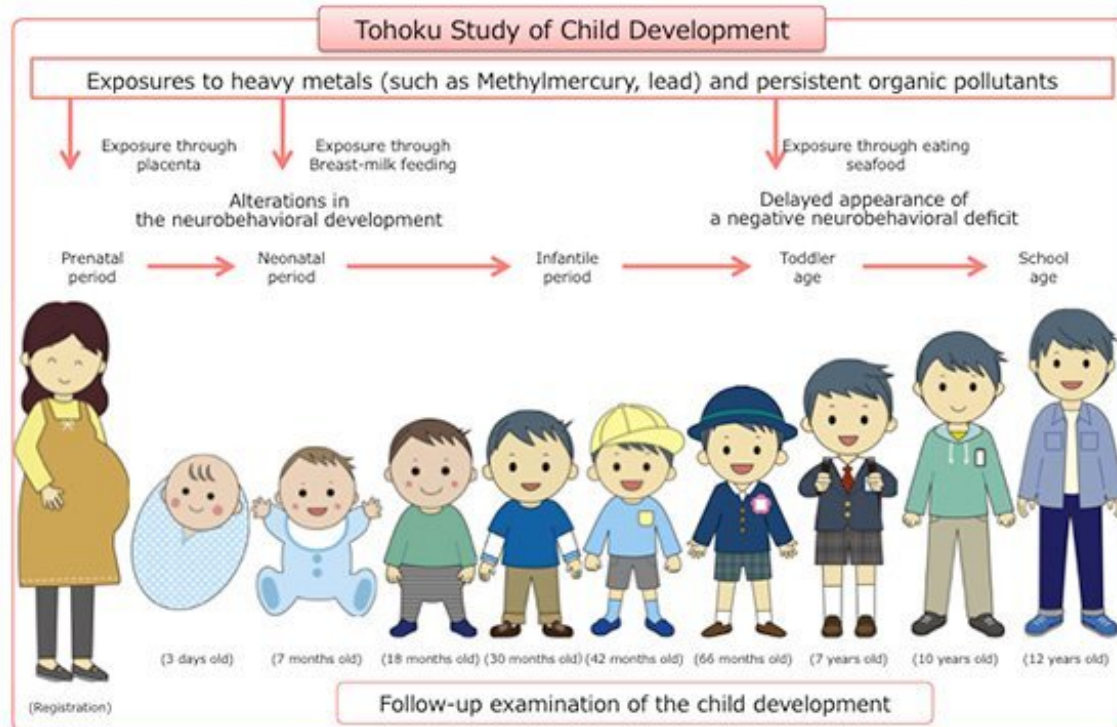 Tohoku Study of Child Development
Exposures to heavy metals (such as Methylmercury, lead) and persistent organic pollutants
Exposure through
placenta
Exposure through
Breast-milk feeding
Exposure through eating
seafood
Alterations in
the neurobehavioral development
Delayed appearance of
a negative neurobehavioral deficit
Prenatal
period
Neonatal
period
Infantile
period
Toddler
age
School
age
(Registration)
(3 days old)
(7 months old)
(18 months old)
(30 months old)
(42 months old)
(66 months old)
(7 years old)
(10 years old)
(12 years old)
Follow-up examination of the child development